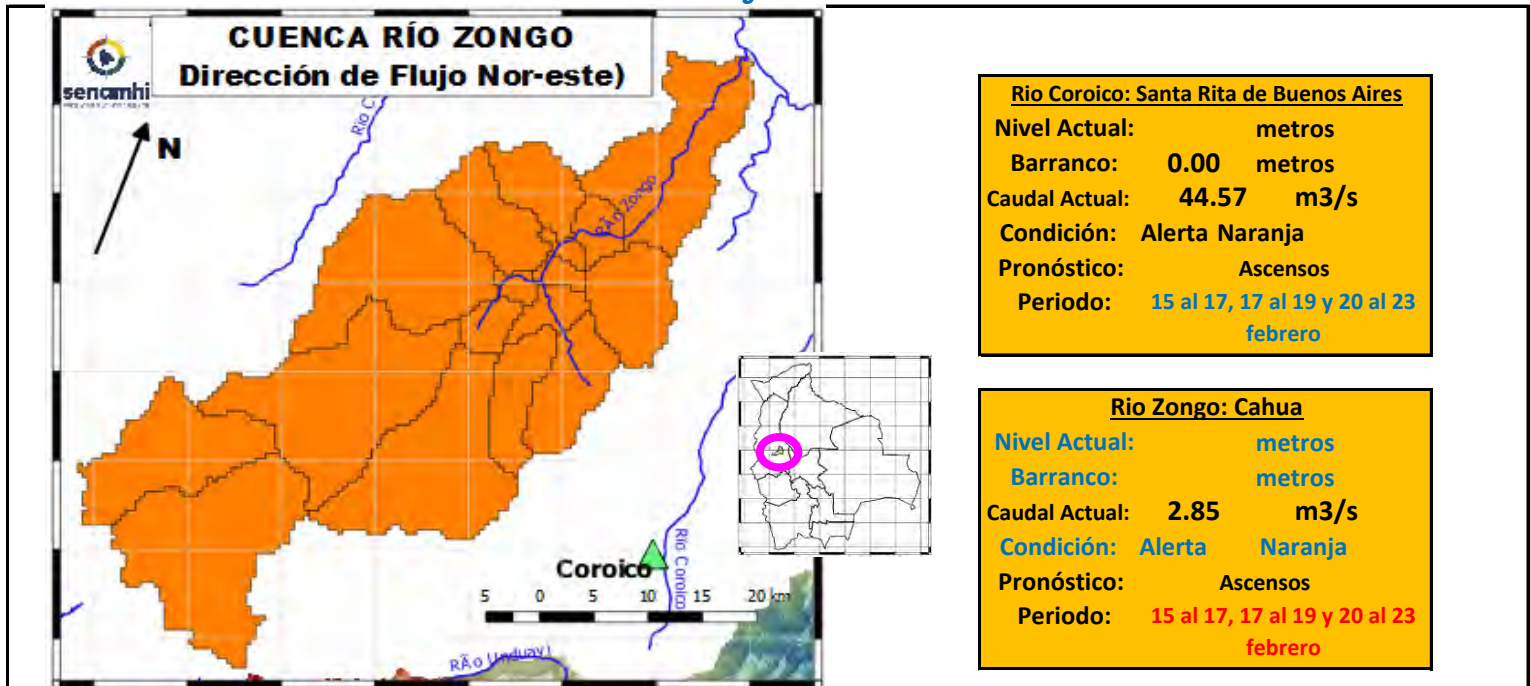 CUENCA RÍO ZONGO
Dirección de Flujo Nor-este)
senamhi
N
Río C
RÃo Zongo
Coroico
Río Coroico
5 0 5 10 15 20 km
RÃo Unduavi
Rio Coroico: Santa Rita de Buenos Aires
Nivel Actual: metros
Barranco: 0.00 metros
Caudal Actual: 44.57 m3/s
Condición: Alerta Naranja
Pronóstico: Ascensos
Periodo: 15 al 17, 17 al 19 y 20 al 23
febrero
Rio Zongo: Cahua
Nivel Actual: metros
Barranco: metros
Caudal Actual: 2.85 m3/s
Condición: Alerta Naranja
Pronóstico: Ascensos
Periodo: 15 al 17, 17 al 19 y 20 al 23
febrero